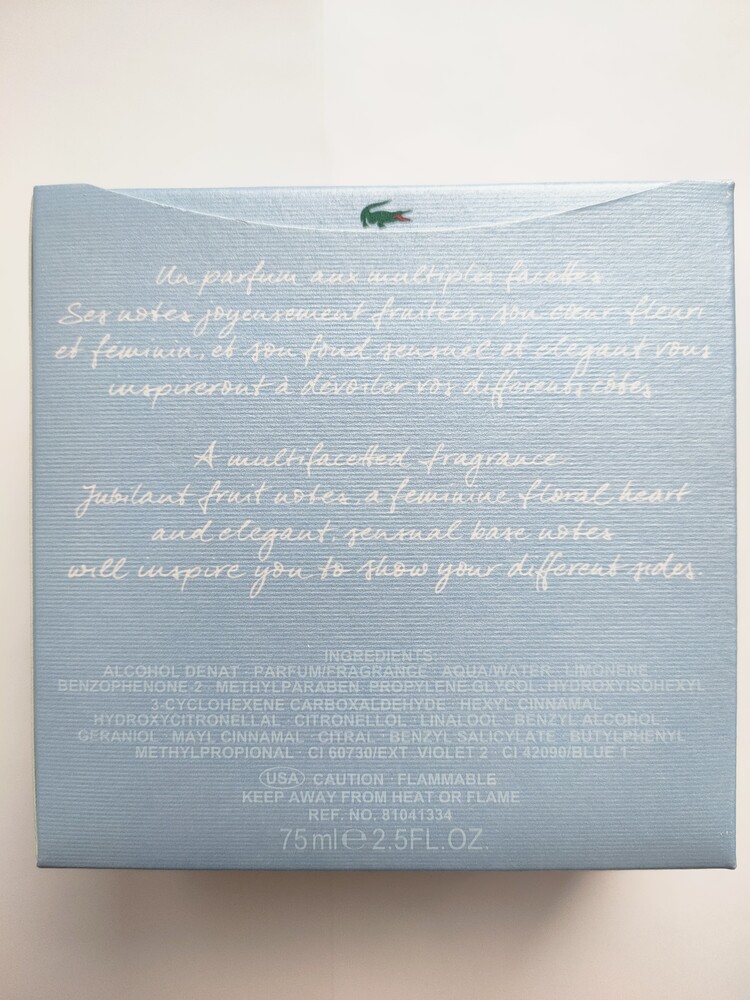 Un parfum aux multiples facettes
Ses notes joyeusement fruitées, son cœur fleuri
et féminin, et son fond sensuel et élégant vous
inspireront à dévoiler vos différents côtés
A multifacetted fragrance
Jubilant fruit notes, a feminine floral heart
and elegant, sensual base notes
will inspire you to show your different sides.
INGREDIENTS
ALCOHOL DENAT · PARFUM/FRAGRANCE · AQUA/WATER · LIMONENE
BENZOPHENONE-2 · METHYLPARABEN · PROPYLENE GLYCOL · HYDROXYISOHEXYL
3-CYCLOHEXENE CARBOXALDEHYDE · HEXYL CINNAMAL
HYDROXYCITRONELLAL · CITRONELLOL · LINALOOL · BENZYL ALCOHOL
GERANIOL · MAYL CINNAMAL · CITRAL · BENZYL SALICYLATE · BUTYLPHENYL
METHYLPROPIONAL · CI 60730/EXT. VIOLET 2 · CI 42090/BLUE 1
USA CAUTION · FLAMMABLE
KEEP AWAY FROM HEAT OR FLAME
REF. NO. 81041334
75 ml ℮ 2.5FL.OZ.